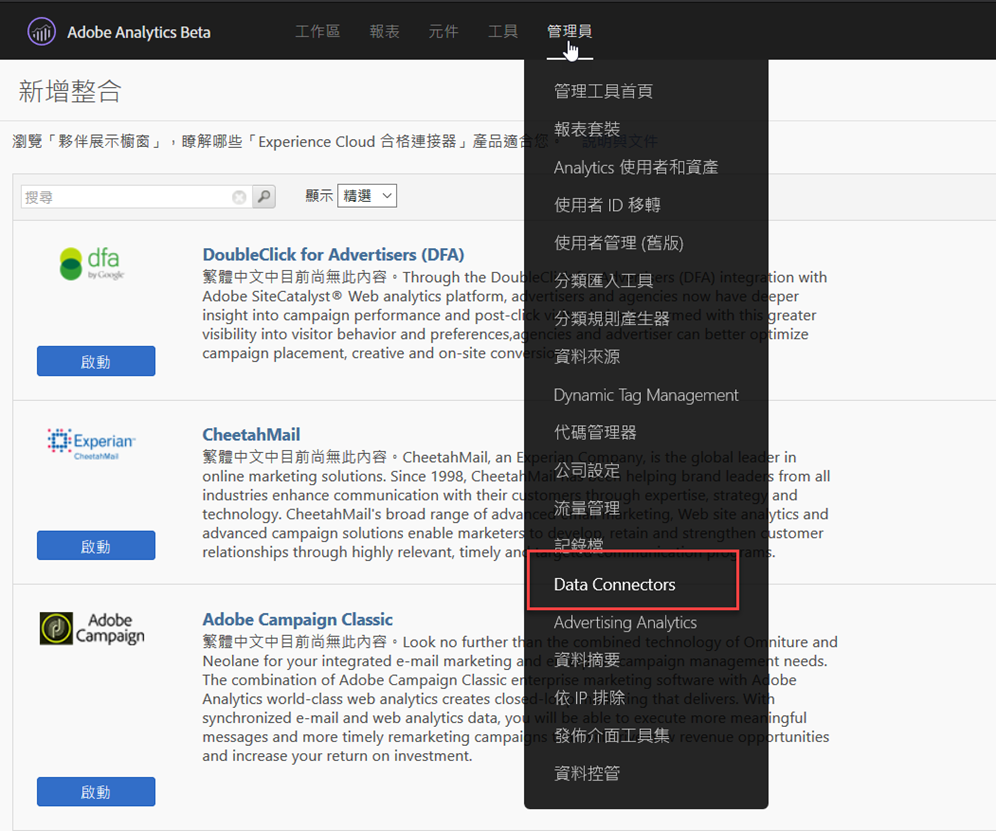 Adobe Analytics Beta
工作區 報表 元件 工具 管理員
新增整合
瀏覽「夥伴展示櫥窗」，瞭解哪些「Experience Cloud 合格連接器」產品適合您。 說明與文件
搜尋 顯示 精選
dfa
by Google
DoubleClick for Advertisers (DFA)
繁體中文中目前尚無此內容。Through the DoubleClick for Advertisers (DFA) integration with
Adobe SiteCatalyst® Web analytics platform, advertisers and agencies now have deeper
insight into campaign performance and post-click visitor armed with this greater
visibility into visitor behavior and preferences,agencies and advertiser can better optimize
campaign placement, creative and on-site conversion
啟動
Experian
CheetahMail
CheetahMail
繁體中文中目前尚無此內容。CheetahMail, an Experian Company, is the global leader in
online marketing solutions. Since 1998, CheetahMail has been helping brand leaders from all
industries enhance communication with their customers through expertise, strategy and
technology. CheetahMail's broad range of advanced email marketing, Web site analytics and
advanced campaign solutions enable marketers to develop, retain and strengthen customer
relationships through highly relevant, timely and targeted communication programs.
啟動
Adobe
Campaign
Adobe Campaign Classic
繁體中文中目前尚無此內容。Look no further than the combined technology of Omniture and
Neolane for your integrated e-mail marketing and campaign management needs.
The combination of Adobe Campaign Classic enterprise marketing software with Adobe
Analytics world-class web analytics creates closed-loop marketing that delivers. With
synchronized e-mail and web analytics data, you will be able to execute more meaningful
messages and more timely remarketing campaigns revenue opportunities
and increase your return on investment.
啟動
管理工具首頁
報表套裝
Analytics 使用者和資產
使用者 ID 移轉
使用者管理 (舊版)
分類匯入工具
分類規則產生器
資料來源
Dynamic Tag Management
代碼管理器
公司設定
流量管理
記錄檔
Data Connectors
Advertising Analytics
資料摘要
依 IP 排除
發佈介面工具集
資料控管